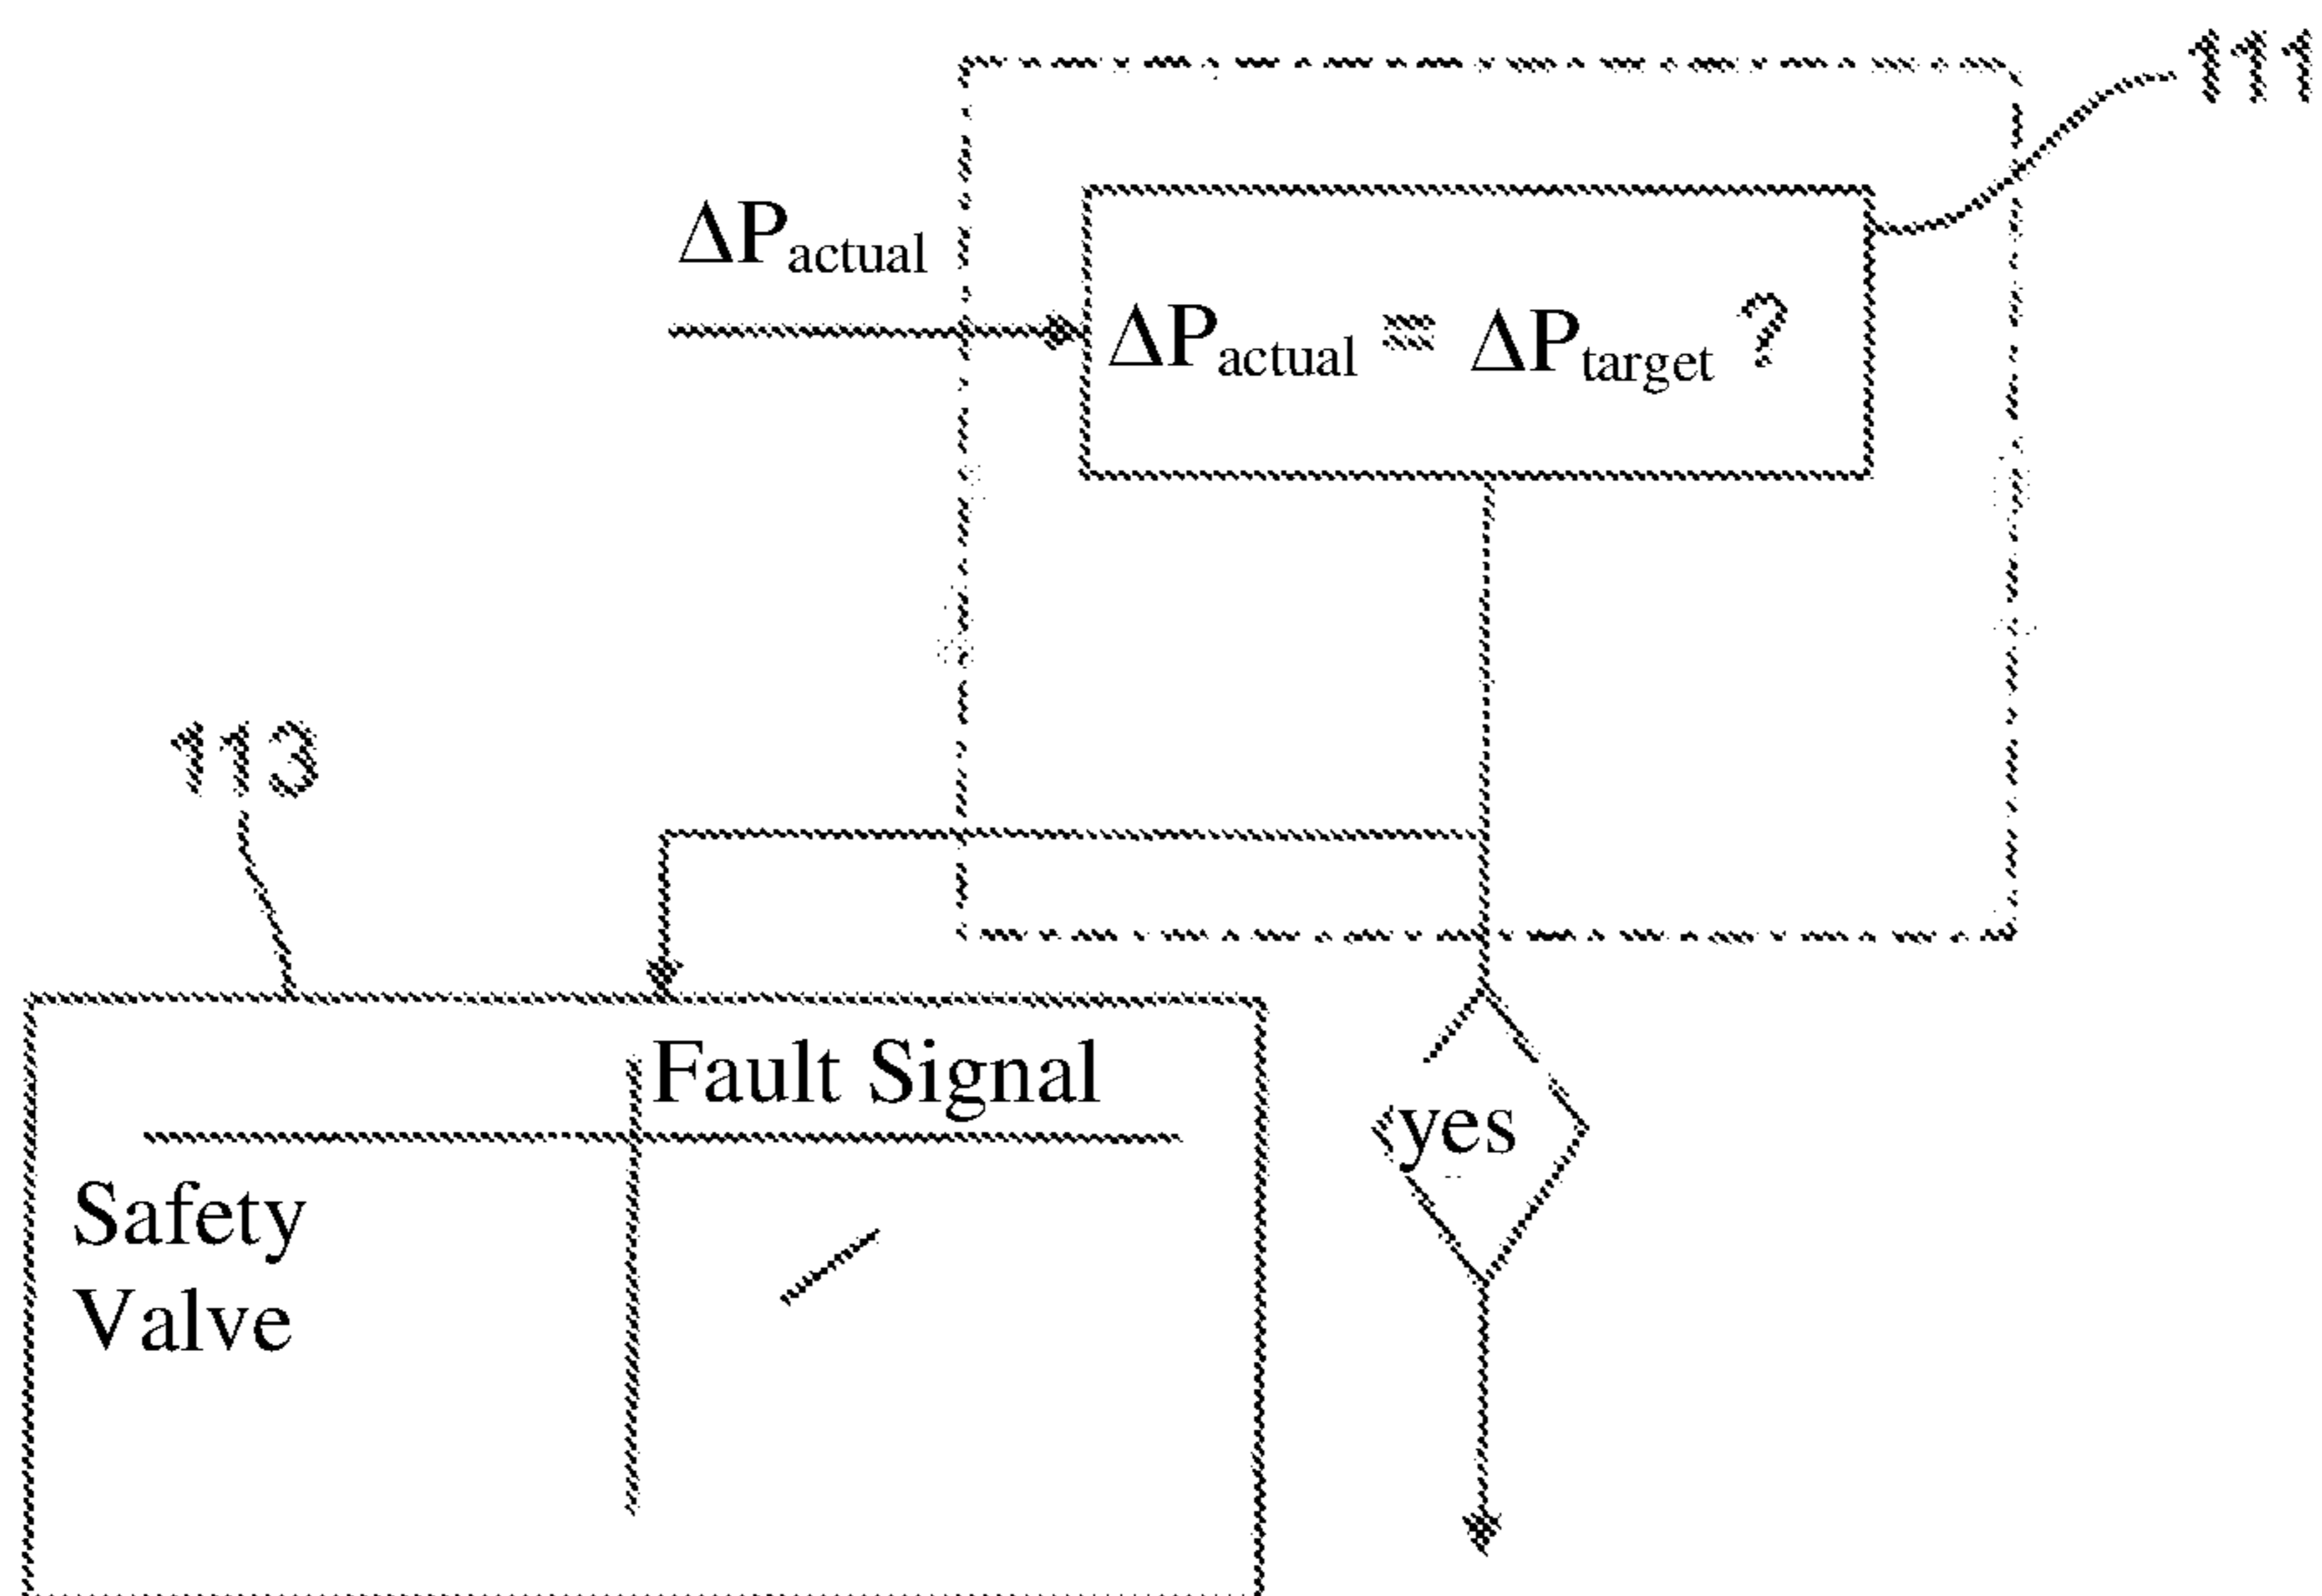 111
ΔPactual
ΔPactual ≡ ΔPtarget ?
113
Fault Signal
yes
Safety
Valve